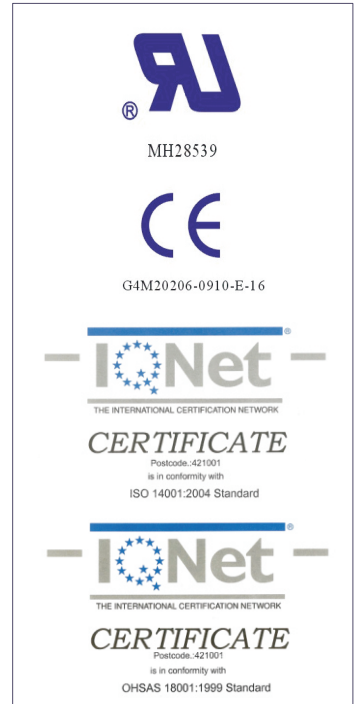 RU
®
MH28539
CE
G4M20206-0910-E-16
®
IQNet
THE INTERNATIONAL CERTIFICATION NETWORK
CERTIFICATE
Postcode.:421001
is in conformity with
ISO 14001:2004 Standard
®
IQNet
THE INTERNATIONAL CERTIFICATION NETWORK
CERTIFICATE
Postcode.:421001
is in conformity with
OHSAS 18001:1999 Standard